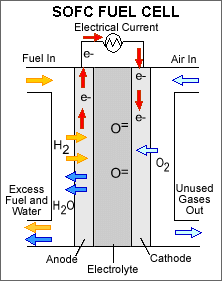 SOFC FUEL CELL
Electrical Current
e-
e-
Fuel In
Air In
e-
e-
e-
e-
O=
H2
O2
O=
H2O
Excess
Fuel and
Water
Unused
Gases
Out
Anode
Cathode
Electrolyte